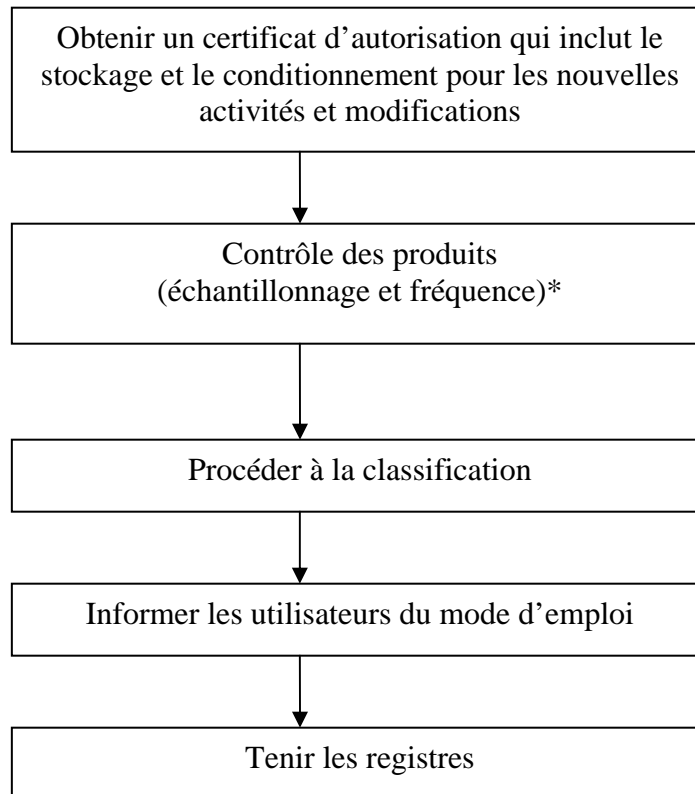 Obtenir un certificat d’autorisation qui inclut le
stockage et le conditionnement pour les nouvelles
activités et modifications
Contrôle des produits
(échantillonnage et fréquence)*
Procéder à la classification
Informer les utilisateurs du mode d’emploi
Tenir les registres